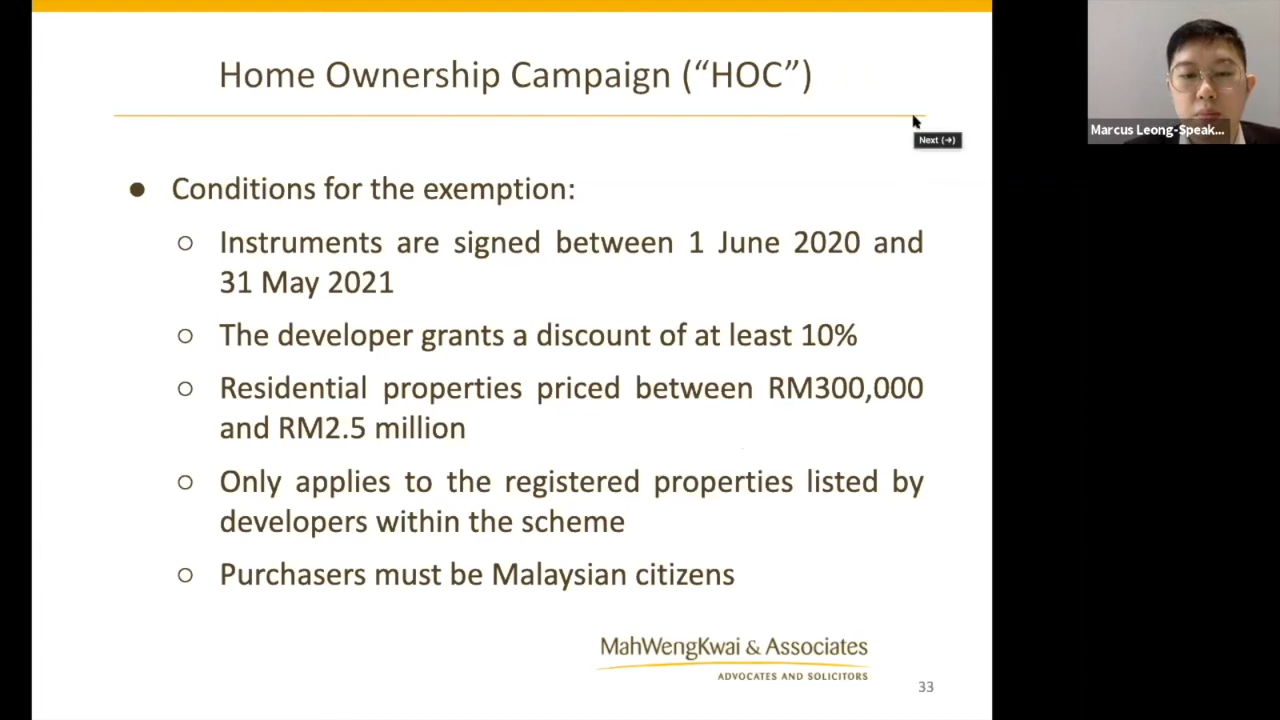 Home Ownership Campaign (“HOC”)
Next (→)
Marcus Leong-Speak...
● Conditions for the exemption:
○ Instruments are signed between 1 June 2020 and
31 May 2021
○ The developer grants a discount of at least 10%
○ Residential properties priced between RM300,000
and RM2.5 million
○ Only applies to the registered properties listed by
developers within the scheme
○ Purchasers must be Malaysian citizens
MahWengKwai & Associates
ADVOCATES AND SOLICITORS
33